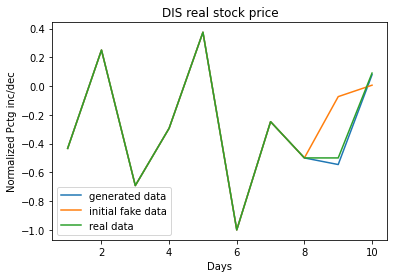 DIS real stock price
Normalized Pctg inc/dec
0.4
0.2
0.0
−0.2
−0.4
−0.6
−0.8
−1.0
generated data
initial fake data
real data
2 4 6 8 10
Days